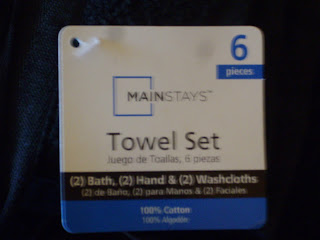 6
pieces
MAINSTAYS™
Towel Set
Juego de Toallas, 6 piezas
(2) Bath, (2) Hand & (2) Washcloths
(2) de Baño, (2) para Manos & (2) Faciales
100% Cotton
100% Algodón